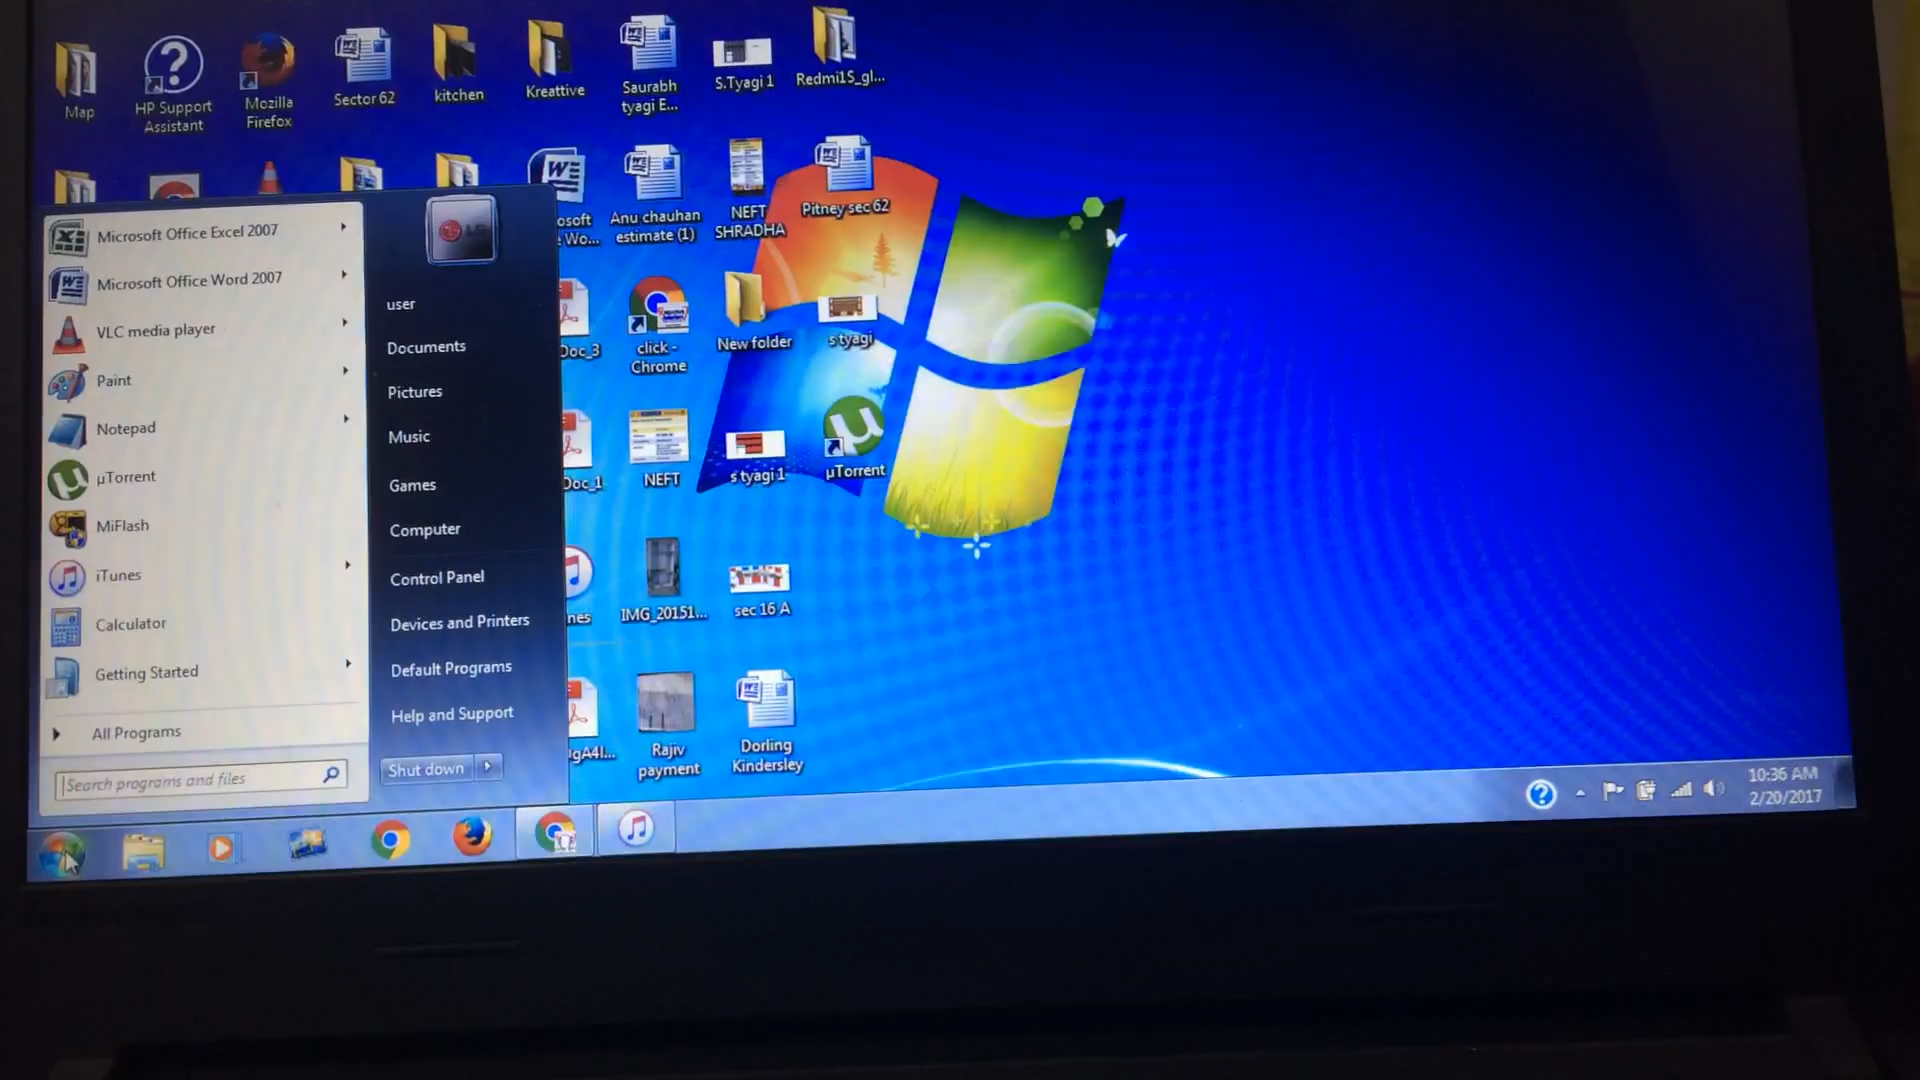 Map
HP Support
Assistant
Mozilla
Firefox
Sector 62
kitchen
Kreattive
Saurabh
tyagi E...
S.Tyagi 1
Redmi1S_gl...
osoft
Wo...
Anu chauhan
estimate (1)
NEFT
SHRADHA
Pitney sec 62
Doc_3
click -
Chrome
New folder
s tyagi
Doc_1
NEFT
s tyagi 1
µTorrent
nes
IMG_20151...
sec 16 A
gA4I...
Rajiv
payment
Dorling
Kindersley
Microsoft Office Excel 2007
Microsoft Office Word 2007
VLC media player
Paint
Notepad
µTorrent
MiFlash
iTunes
Calculator
Getting Started
All Programs
Search programs and files
LG
user
Documents
Pictures
Music
Games
Computer
Control Panel
Devices and Printers
Default Programs
Help and Support
Shut down
10:36 AM
2/20/2017